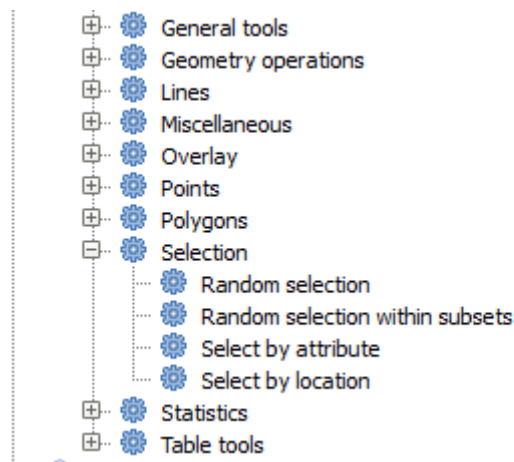 General tools
Geometry operations
Lines
Miscellaneous
Overlay
Points
Polygons
Selection
Random selection
Random selection within subsets
Select by attribute
Select by location
Statistics
Table tools